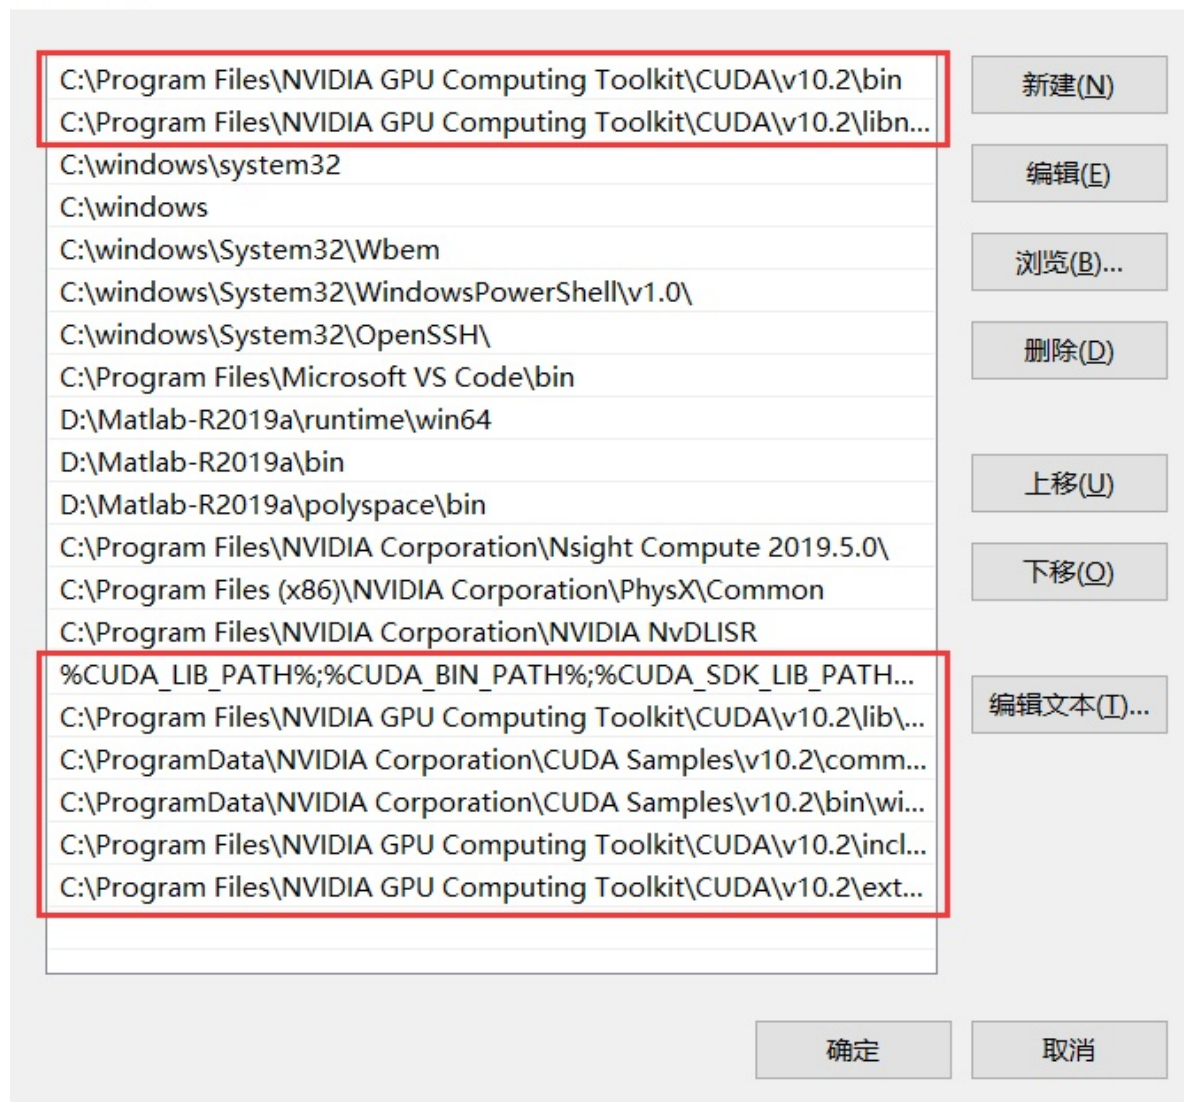 C:\Program Files\NVIDIA GPU Computing Toolkit\CUDA\v10.2\bin
C:\Program Files\NVIDIA GPU Computing Toolkit\CUDA\v10.2\libn...
C:\windows\system32
C:\windows
C:\windows\System32\Wbem
C:\windows\System32\WindowsPowerShell\v1.0\
C:\windows\System32\OpenSSH\
C:\Program Files\Microsoft VS Code\bin
D:\Matlab-R2019a\runtime\win64
D:\Matlab-R2019a\bin
D:\Matlab-R2019a\polyspace\bin
C:\Program Files\NVIDIA Corporation\Nsight Compute 2019.5.0\
C:\Program Files (x86)\NVIDIA Corporation\PhysX\Common
C:\Program Files\NVIDIA Corporation\NVIDIA NvDLISR
%CUDA_LIB_PATH%;%CUDA_BIN_PATH%;%CUDA_SDK_LIB_PATH...
C:\Program Files\NVIDIA GPU Computing Toolkit\CUDA\v10.2\lib\...
C:\ProgramData\NVIDIA Corporation\CUDA Samples\v10.2\comm...
C:\ProgramData\NVIDIA Corporation\CUDA Samples\v10.2\bin\wi...
C:\Program Files\NVIDIA GPU Computing Toolkit\CUDA\v10.2\incl...
C:\Program Files\NVIDIA GPU Computing Toolkit\CUDA\v10.2\ext...
新建(N)
编辑(E)
浏览(B)...
删除(D)
上移(U)
下移(O)
编辑文本(T)...
确定
取消